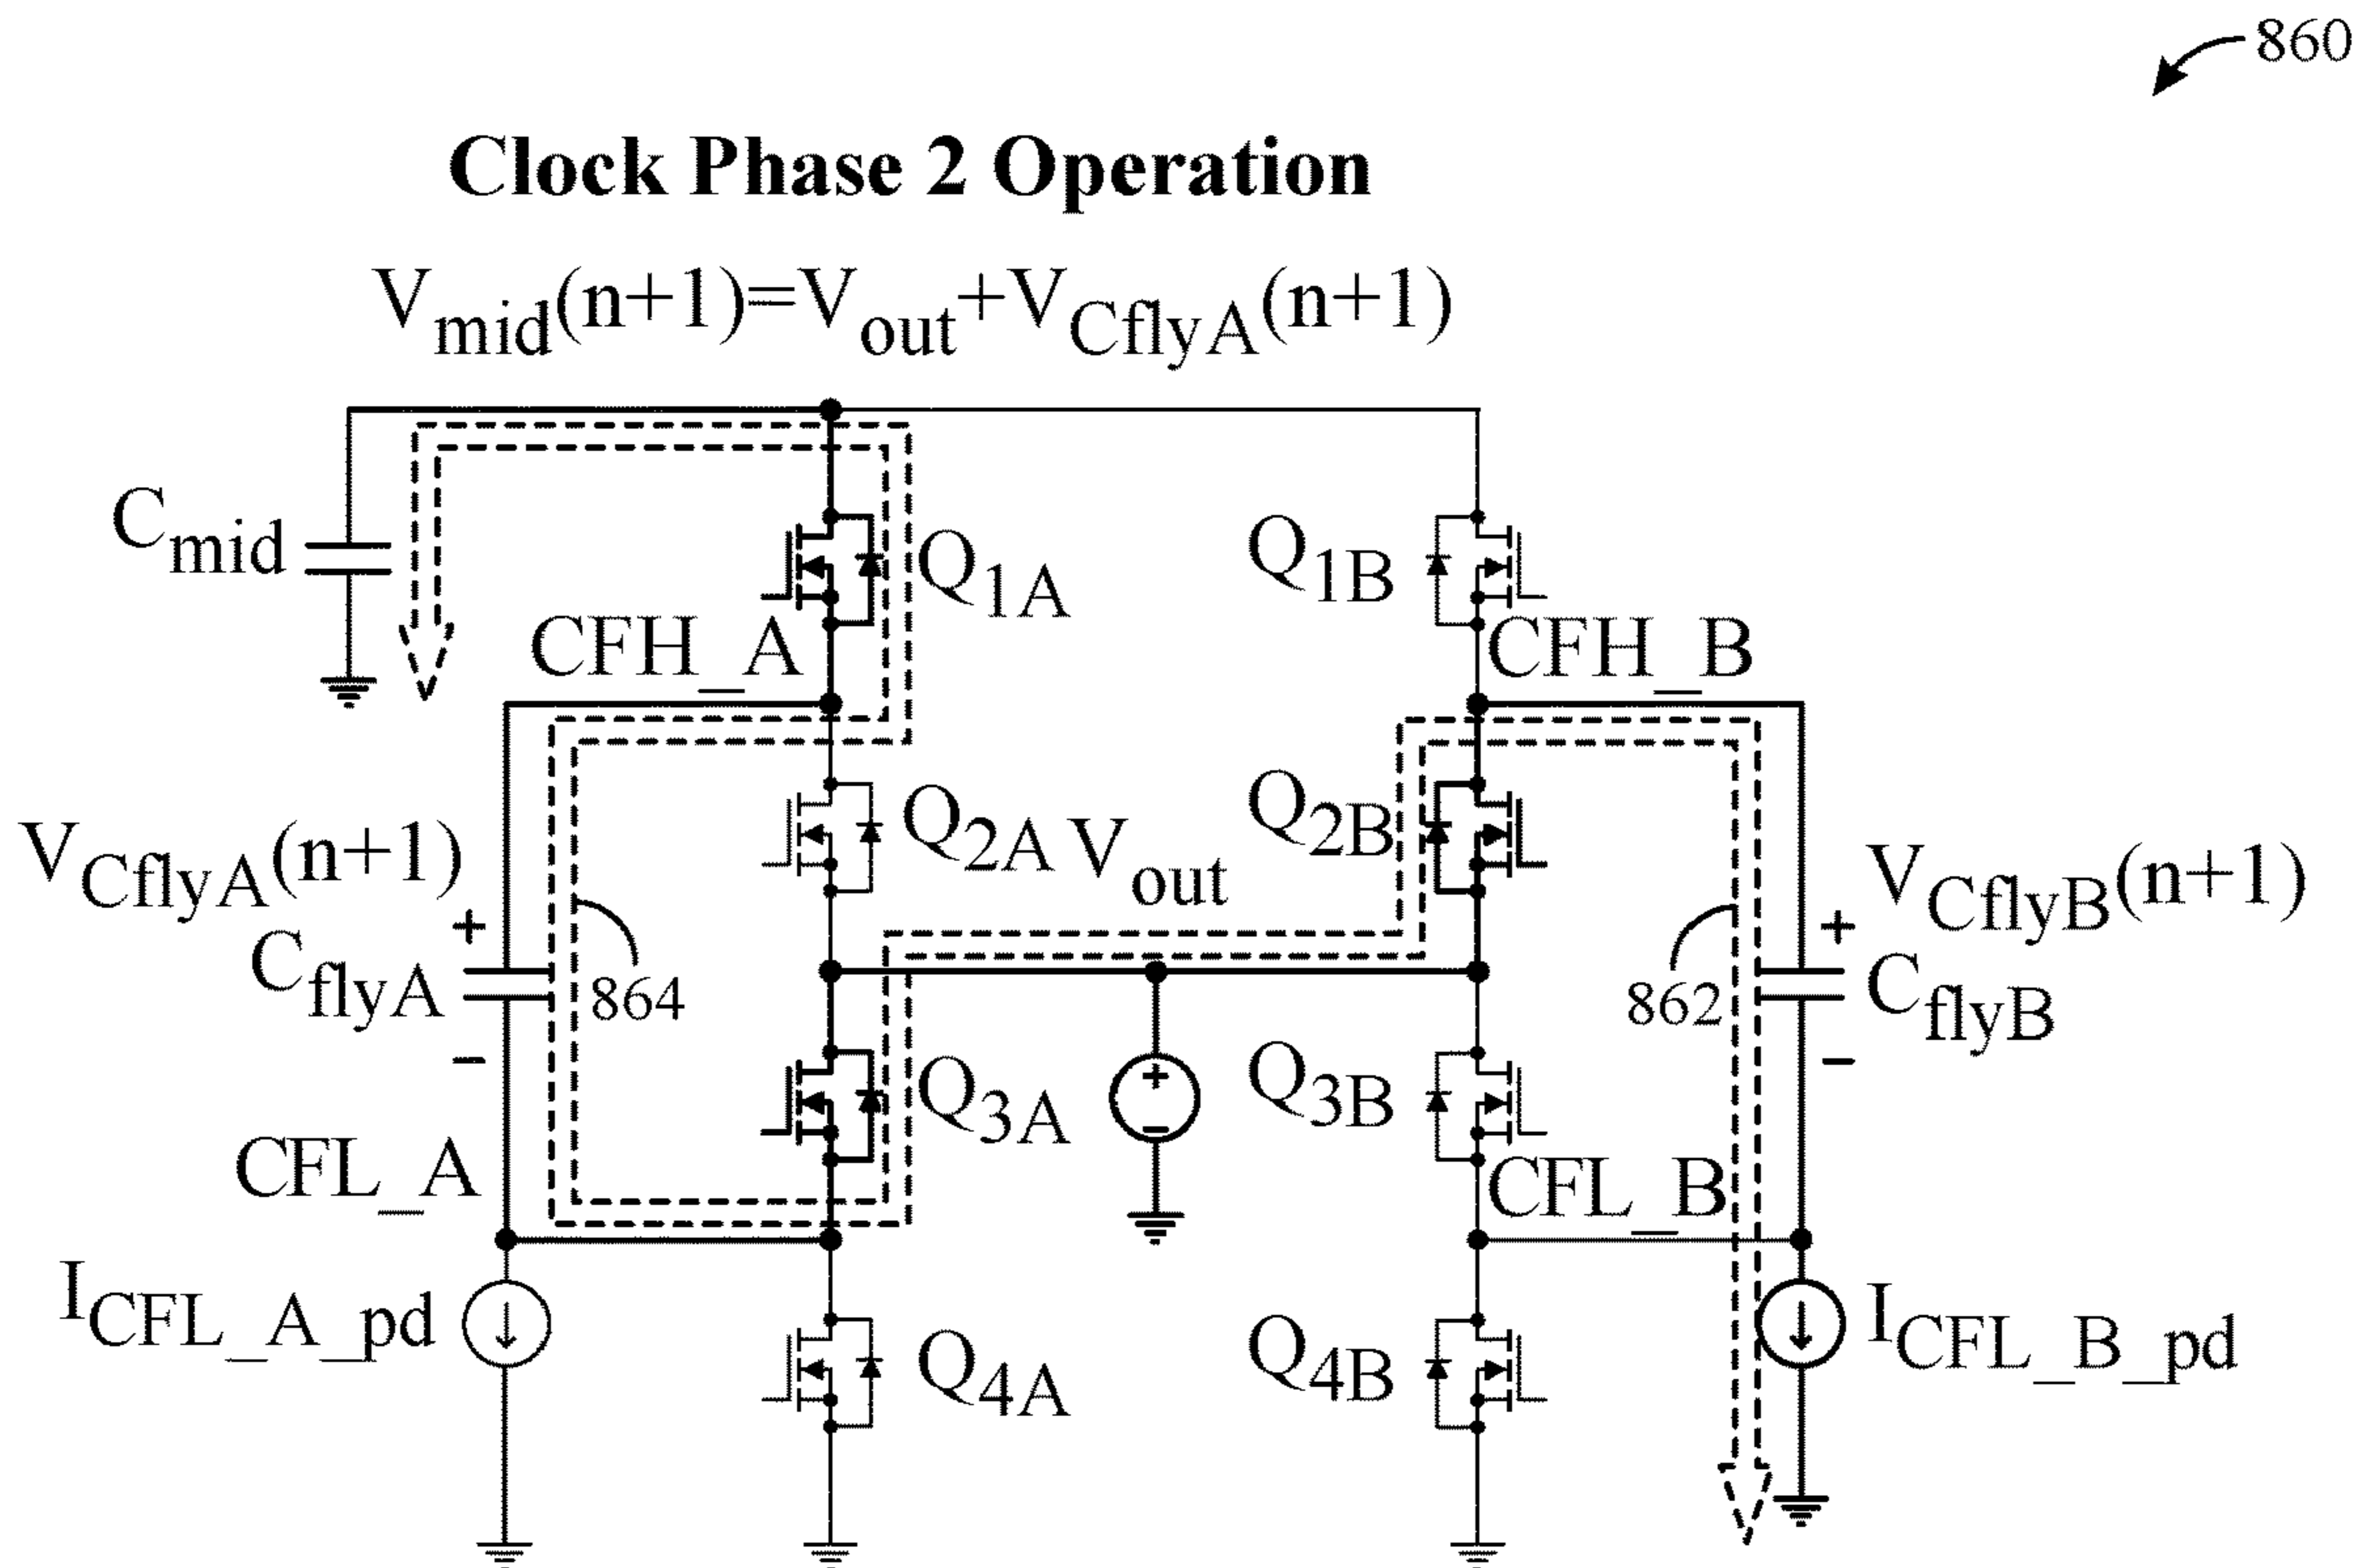 860
Clock Phase 2 Operation
Vmid(n+1)=Vout+VCflyA(n+1)
Cmid
Q1A
Q1B
CFH_A
CFH_B
Q2A
Vout
Q2B
VCflyA(n+1)
VCflyB(n+1)
+
+
CflyA
864
862
CflyB
−
−
Q3A
+
−
Q3B
CFL_A
CFL_B
ICFL_A_pd
Q4A
Q4B
ICFL_B_pd